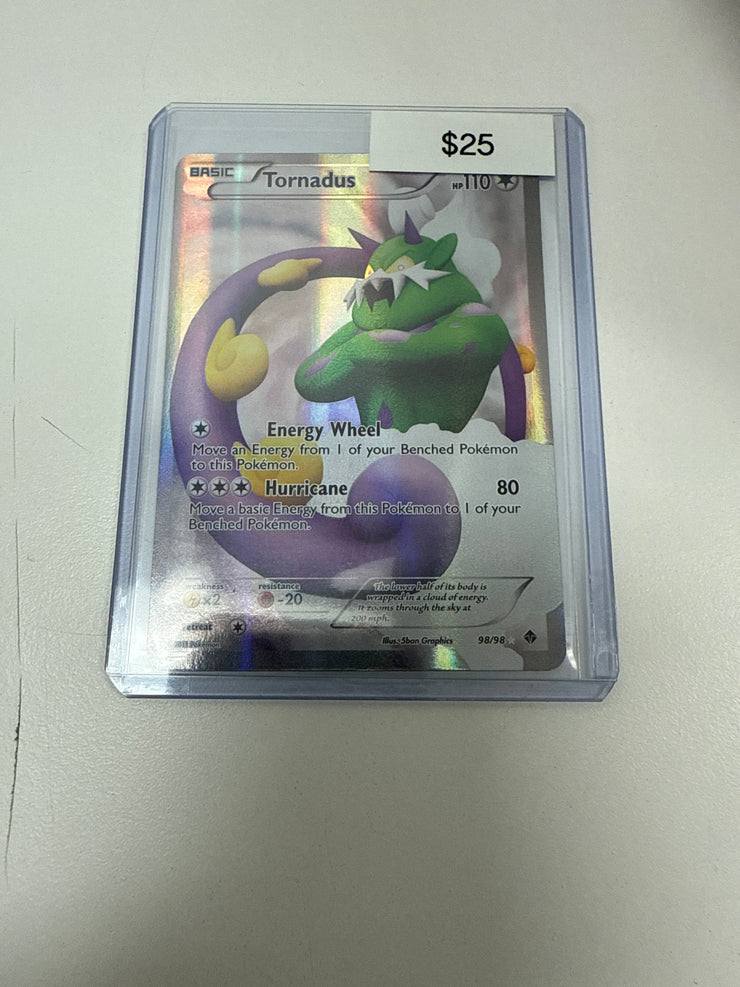 $25
BASIC Tornadus HP110
Energy Wheel
Move an Energy from 1 of your Benched Pokémon
to this Pokémon.
Hurricane 80
Move a basic Energy from this Pokémon to 1 of your
Benched Pokémon.
weakness resistance
×2 -20
The lower half of its body is
wrapped in a cloud of energy.
It zooms through the sky at
200 mph.
retreat
Illus. 5ban Graphics 98/98
2011 Pokémon